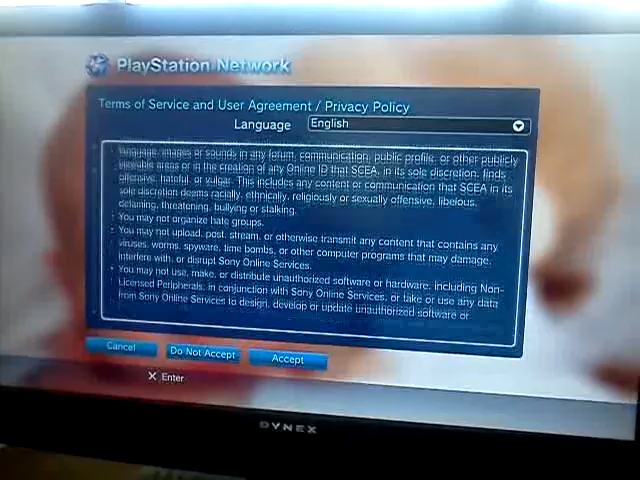 PlayStation Network
Terms of Service and User Agreement / Privacy Policy
Language English
language, images or sounds in any forum, communication, public profile, or other publicly
viewable areas or in the creation of any Online ID that SCEA, in its sole discretion, finds
offensive, hateful, or vulgar. This includes any content or communication that SCEA in its
sole discretion deems racially, ethnically, religiously or sexually offensive, libelous,
defaming, threatening, bullying or stalking.
• You may not organize hate groups.
• You may not upload, post, stream, or otherwise transmit any content that contains any
viruses, worms, spyware, time bombs, or other computer programs that may damage,
interfere with, or disrupt Sony Online Services.
• You may not use, make, or distribute unauthorized software or hardware, including Non-
Licensed Peripherals, in conjunction with Sony Online Services, or take or use any data
from Sony Online Services to design, develop or update unauthorized software or
Cancel Do Not Accept Accept
X Enter
DYNEX